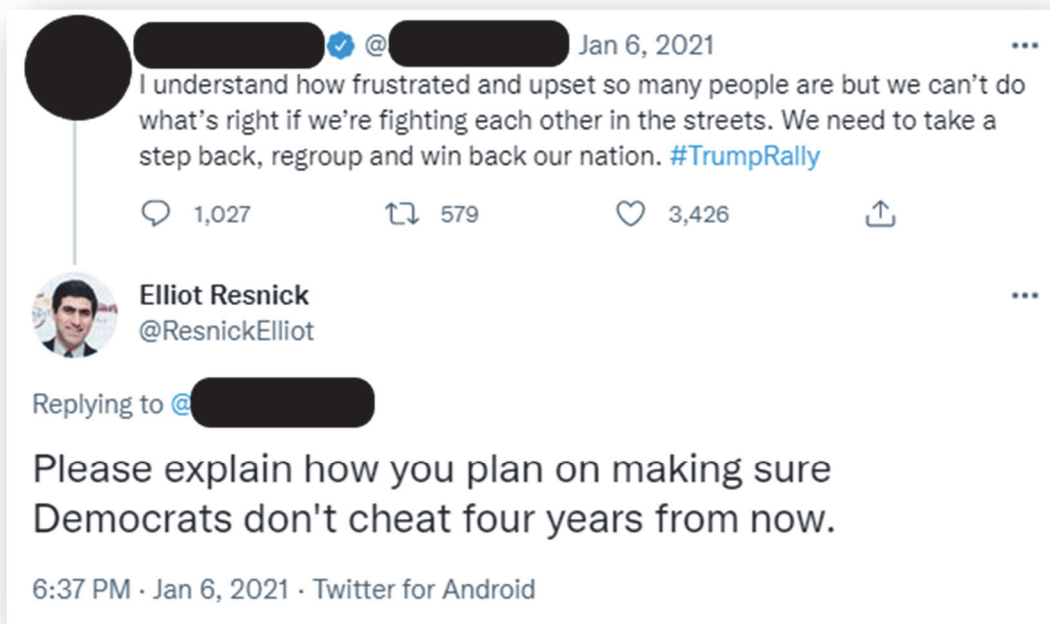 @ Jan 6, 2021
I understand how frustrated and upset so many people are but we can’t do
what’s right if we’re fighting each other in the streets. We need to take a
step back, regroup and win back our nation. #TrumpRally
1,027 579 3,426
Elliot Resnick
@ResnickElliot
Replying to @
Please explain how you plan on making sure
Democrats don't cheat four years from now.
6:37 PM · Jan 6, 2021 · Twitter for Android